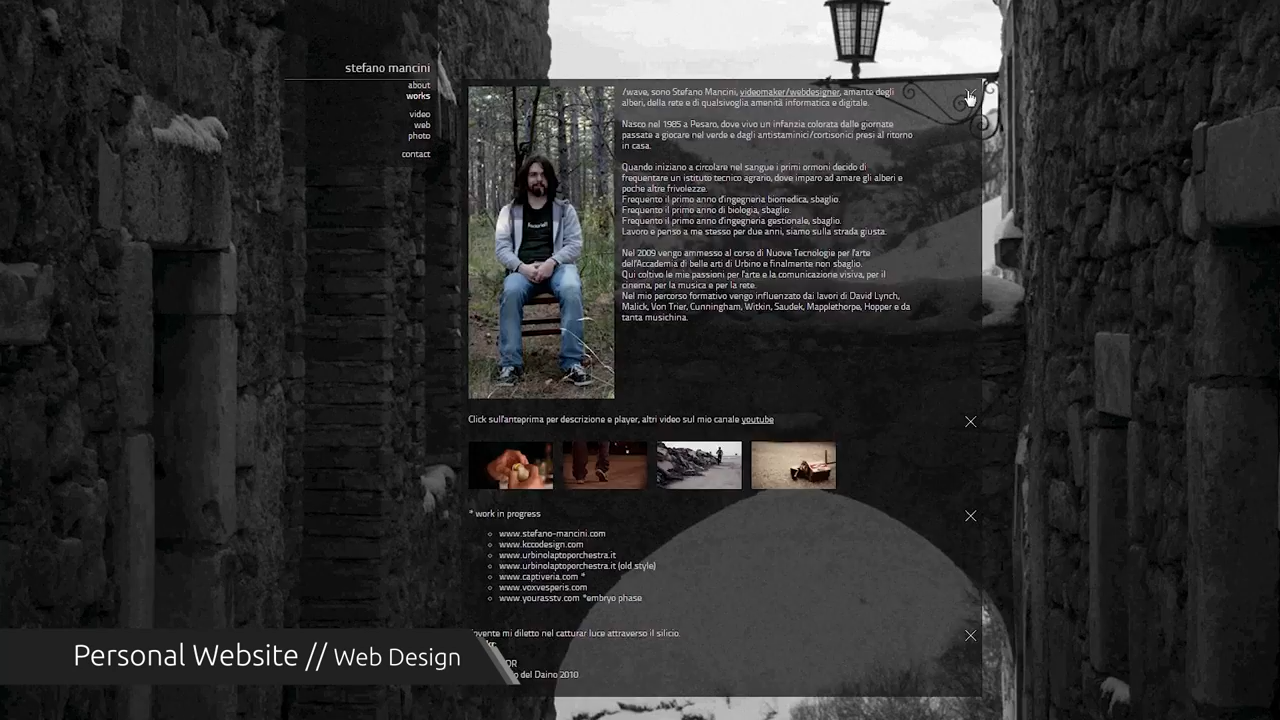 stefano mancini
about
works
video
web
photo
contact
/wave, sono Stefano Mancini, videomaker/webdesigner, amante degli
alberi, della rete e di qualsivoglia amenità informatica e digitale.
Nasco nel 1985 a Pesaro, dove vivo un infanzia colorata dalle giornate
passate a giocare nel verde e dagli antistaminici/cortisonici presi al ritorno
in casa.
Quando iniziano a circolare nel sangue i primi ormoni decido di
frequentare un istituto tecnico agrario, dove imparo ad amare gli alberi e
poche altre frivolezze.
Frequento il primo anno d'ingegneria biomedica, sbaglio.
Frequento il primo anno di biologia, sbaglio.
Frequento il primo anno d'ingegneria gestionale, sbaglio.
Lavoro e penso a me stesso per due anni, siamo sulla strada giusta.
Nel 2009 vengo ammesso al corso di Nuove Tecnologie per l'arte
dell'Accademia di belle arti di Urbino e finalmente non sbaglio.
Qui coltivo le mie passioni per l'arte e la comunicazione visiva, per il
cinema, per la musica e per la rete.
Nel mio percorso formativo vengo influenzato dai lavori di David Lynch,
Malick, Von Trier, Cunningham, Witkin, Saudek, Mapplethorpe, Hopper e da
tanta musichina.
Click sull'anteprima per descrizione e player, altri video sul mio canale youtube
* work in progress
www.stefano-mancini.com
www.kccodesign.com
www.urbinolaptoporchestra.it
www.urbinolaptoporchestra.it (old style)
www.captiveria.com *
www.voxvesperis.com
www.yourasstv.com *embryo phase
mi diletto nel catturar luce attraverso il silicio.
DR
del Daino 2010
Personal Website // Web Design